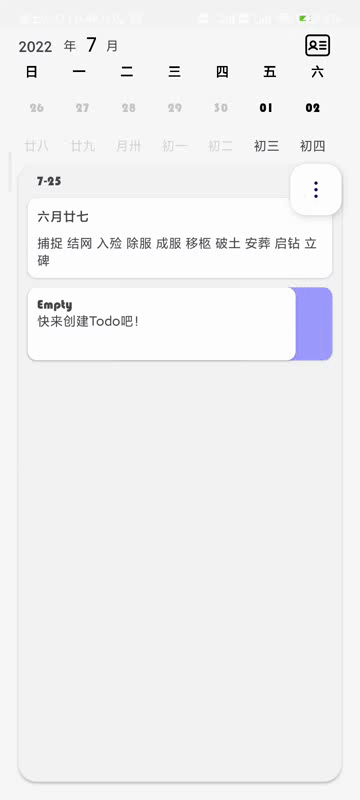 2022 年 7 月
日 一 二 三 四 五 六
26 27 28 29 30 01 02
廿八 廿九 月卅 初一 初二 初三 初四
7-25
六月廿七
捕捉 结网 入殓 除服 成服 移柩 破土 安葬 启钻 立
碑
Empty
快来创建Todo吧!